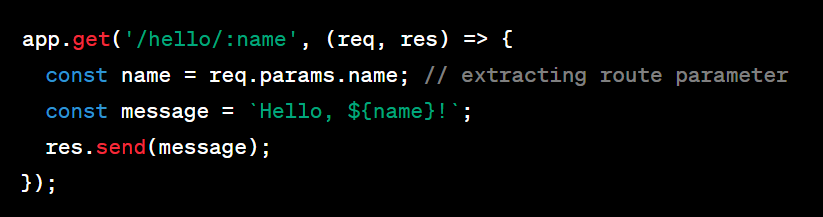 app.get('/hello/:name', (req, res) => {
  const name = req.params.name; // extracting route parameter
  const message = `Hello, ${name}!`;
  res.send(message);
});